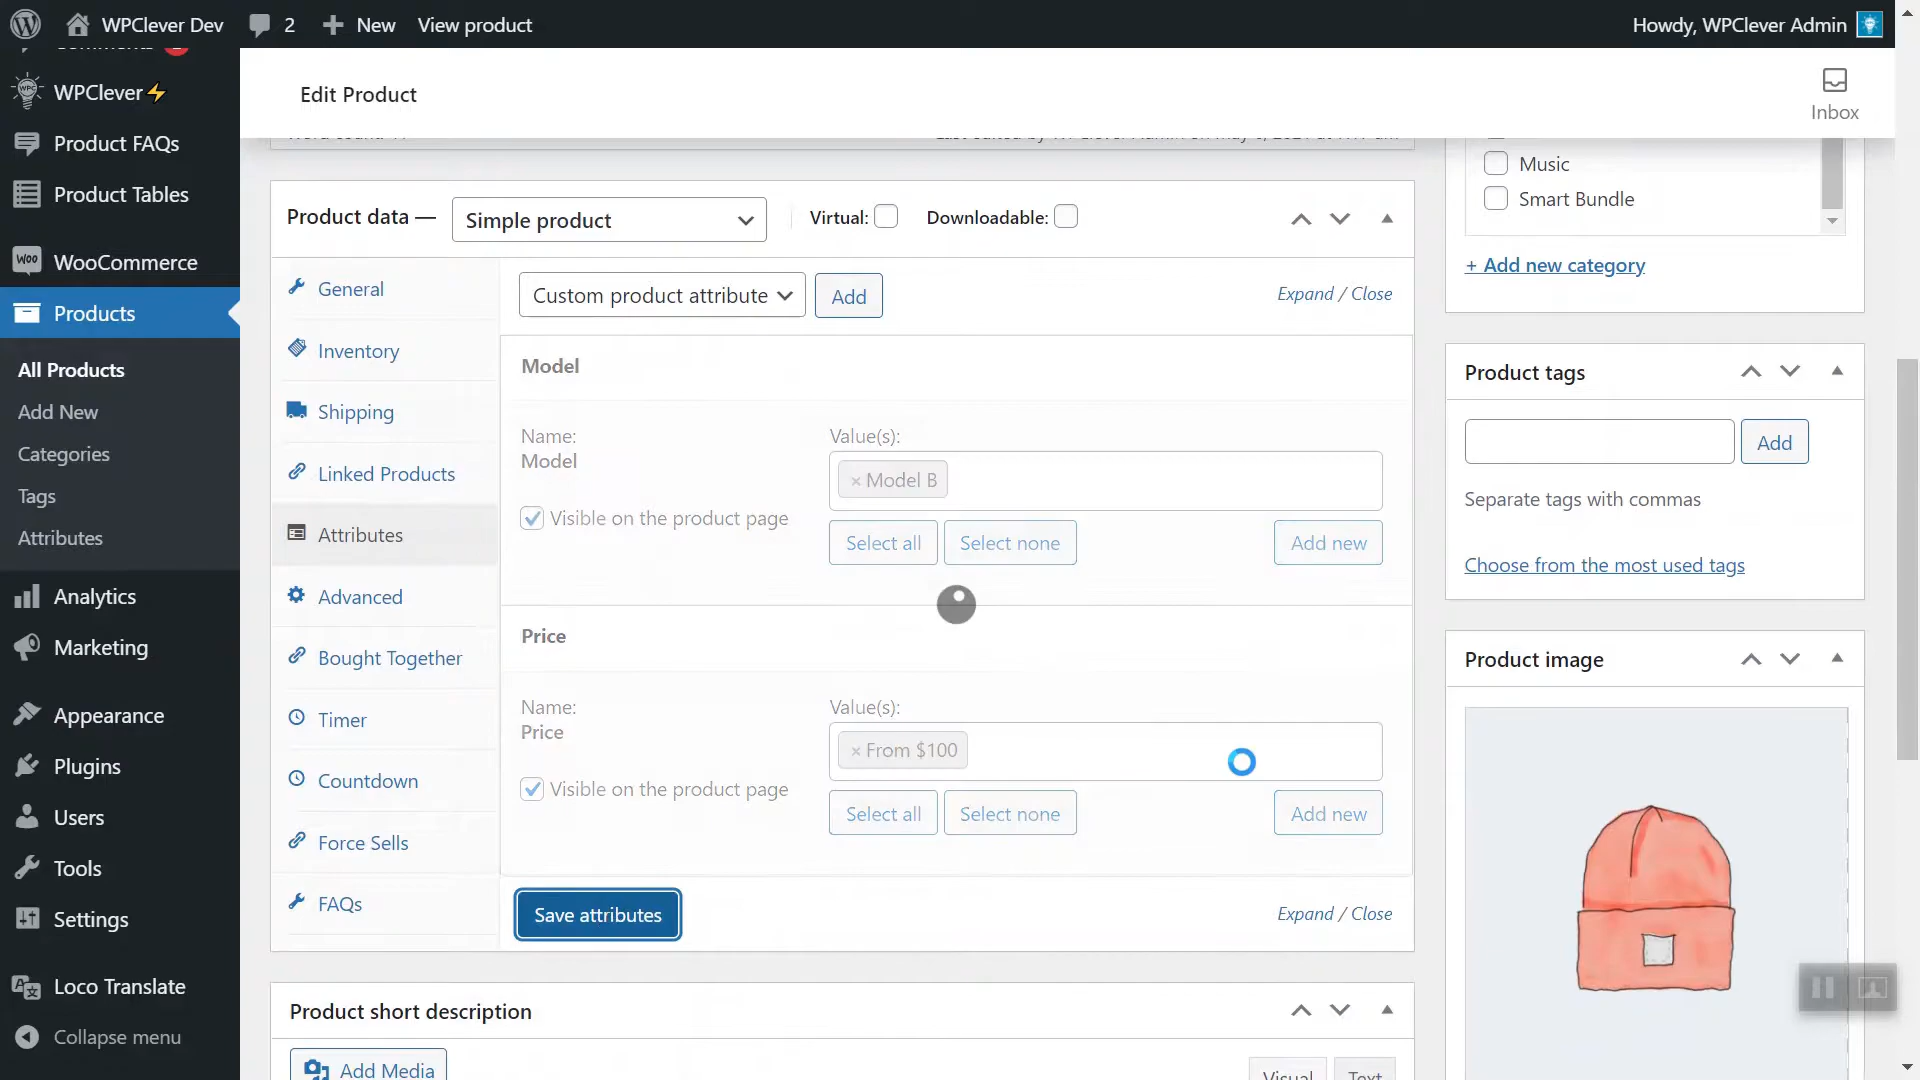 WPClever Dev
2
New
View product
Howdy, WPClever Admin
WPClever⚡
Product FAQs
Product Tables
WooCommerce
Products
All Products
Add New
Categories
Tags
Attributes
Analytics
Marketing
Appearance
Plugins
Users
Tools
Settings
Loco Translate
Collapse menu
Edit Product
Inbox
Product data —
Simple product
Virtual:
Downloadable:
General
Inventory
Shipping
Linked Products
Attributes
Advanced
Bought Together
Timer
Countdown
Force Sells
FAQs
Custom product attribute
Add
Expand / Close
Model
Name:
Model
Visible on the product page
Value(s):
× Model B
Select all
Select none
Add new
Price
Name:
Price
Visible on the product page
Value(s):
× From $100
Select all
Select none
Add new
Save attributes
Expand / Close
Product short description
Add Media
Visual
Text
Music
Smart Bundle
+ Add new category
Product tags
Add
Separate tags with commas
Choose from the most used tags
Product image